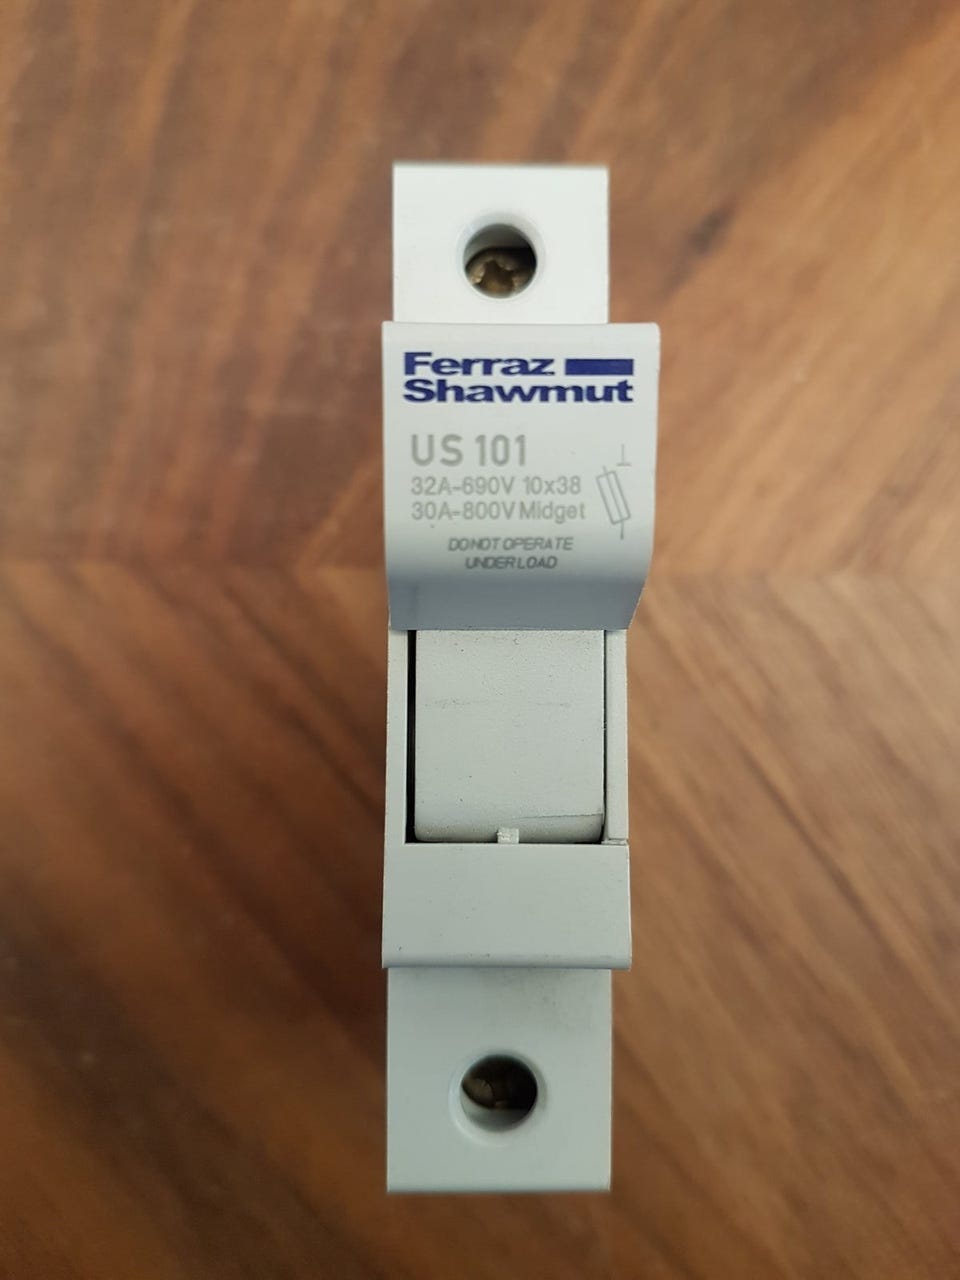 Ferraz
Shawmut
US 101
32A-690V 10x38
30A-800V Midget
DO NOT OPERATE
UNDER LOAD